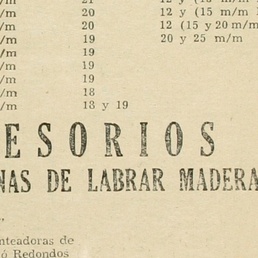 /m 21 12 y (15 m/m
/m 20 12 y (15 m/m
/m 20 12 (15 y 20 m/m
/m 19 20 y 25 m/m
/m 19
/m 19
/m 19
/m 18
/m 18 y 19
ESORIOS
NAS DE LABRAR MADERA
nteadoras de
ó Redondos